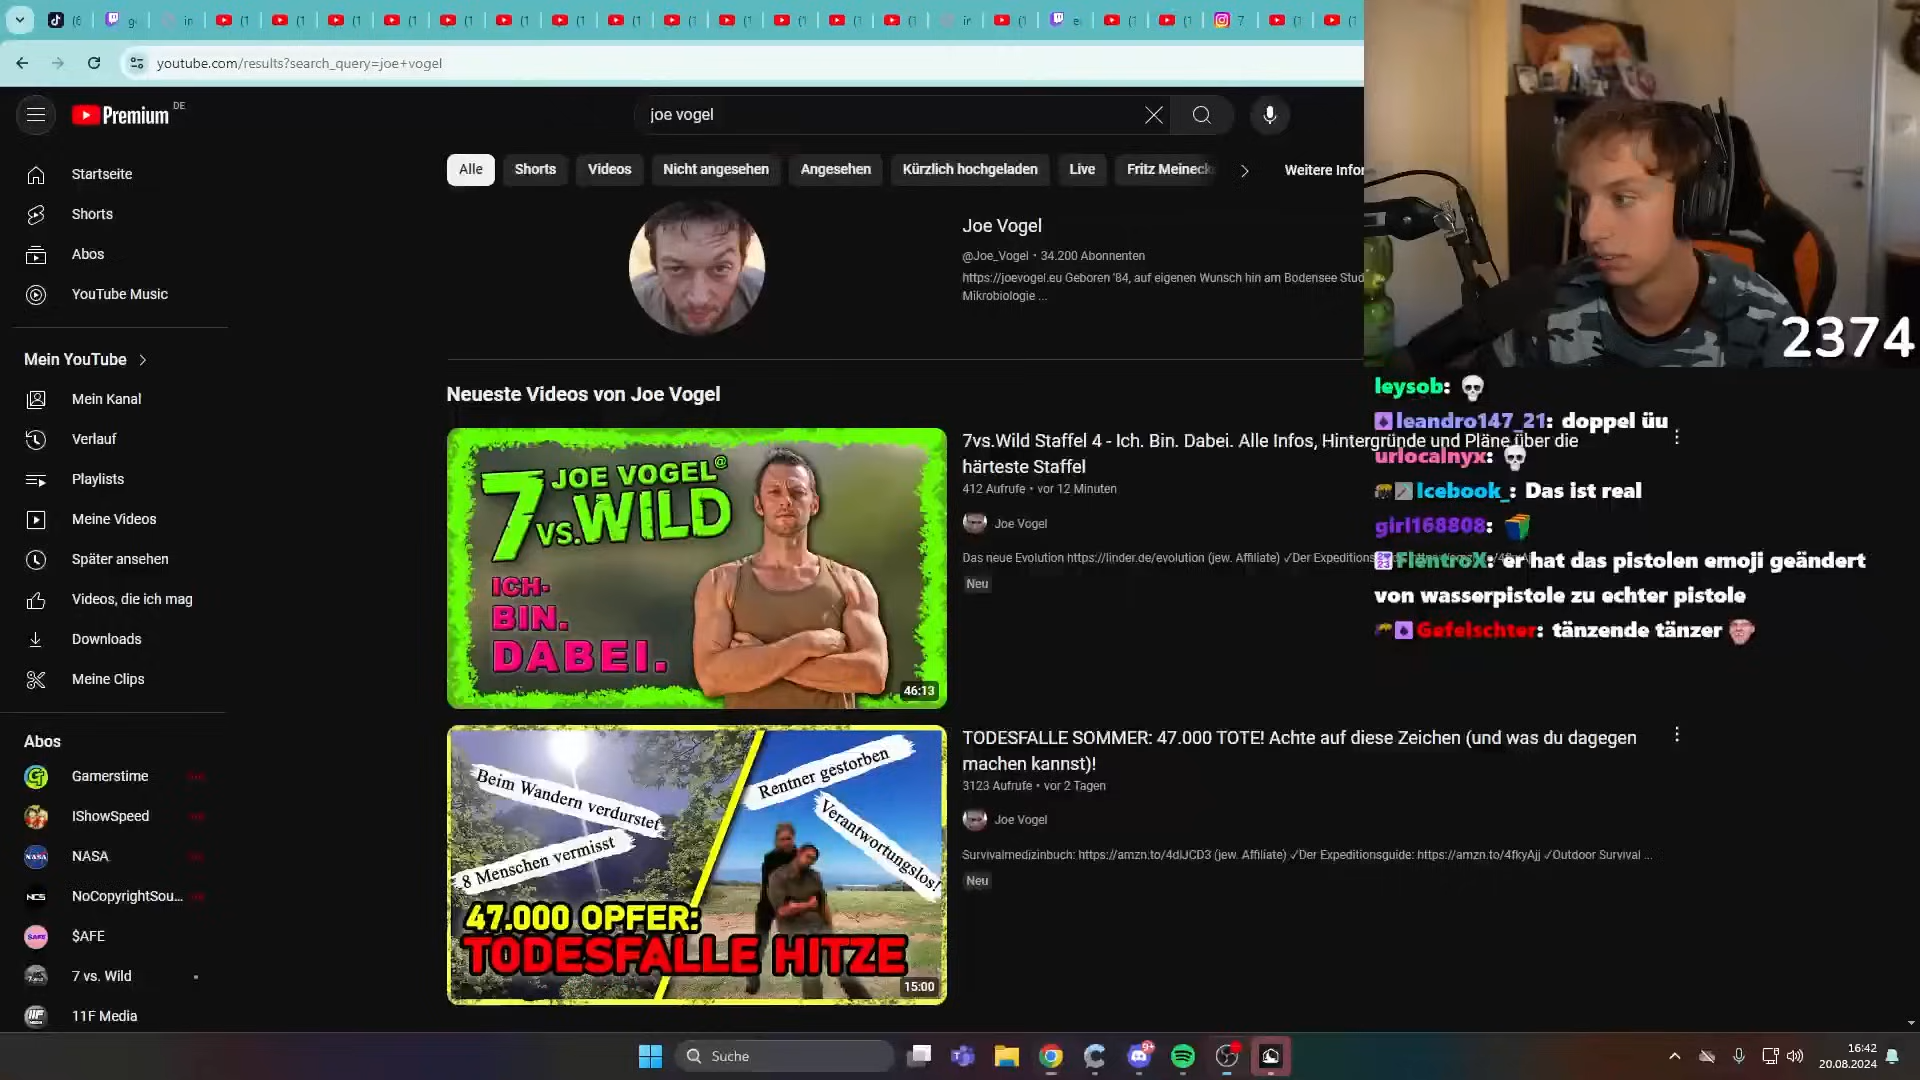 youtube.com/results?search_query=joe+vogel
Premium DE
joe vogel
Alle
Shorts
Videos
Nicht angesehen
Angesehen
Kürzlich hochgeladen
Live
Fritz Meineck
Weitere Infor
Startseite
Shorts
Abos
YouTube Music
Mein YouTube
Mein Kanal
Verlauf
Playlists
Meine Videos
Später ansehen
Videos, die ich mag
Downloads
Meine Clips
Abos
Gamerstime
IShowSpeed
NASA
NoCopyrightSou...
$AFE
7 vs. Wild
11F Media
Joe Vogel
@Joe_Vogel • 34.200 Abonnenten
https://joevogel.eu Geboren '84, auf eigenen Wunsch hin am Bodensee Stud
Mikrobiologie ...
Neueste Videos von Joe Vogel
JOE VOGEL@
7 VS. WILD
ICH.
BIN.
DABEI.
46:13
7vs.Wild Staffel 4 - Ich. Bin. Dabei. Alle Infos, Hintergründe und Pläne über die
härteste Staffel
412 Aufrufe • vor 12 Minuten
Joe Vogel
Das neue Evolution https://linder.de/evolution (jew. Affiliate) ✓Der Expeditions
Neu
Beim Wandern verdurstet
8 Menschen vermisst
Rentner gestorben
Verantwortungslos!
47.000 OPFER:
TODESFALLE HITZE
15:00
TODESFALLE SOMMER: 47.000 TOTE! Achte auf diese Zeichen (und was du dagegen
machen kannst)!
3123 Aufrufe • vor 2 Tagen
Joe Vogel
Survivalmedizinbuch: https://amzn.to/4dIJCD3 (jew. Affiliate) ✓Der Expeditionsguide: https://amzn.to/4fkyAjj ✓Outdoor Survival ...
Neu
2374
leysob: 💀
leandro147_21: doppel üu
urlocalnyx: 💀
Icebook_: Das ist real
girl168808:
FlentroX: er hat das pistolen emoji geändert
von wasserpistole zu echter pistole
Gefelschter: tänzende tänzer
Suche
9+
16:42
20.08.2024